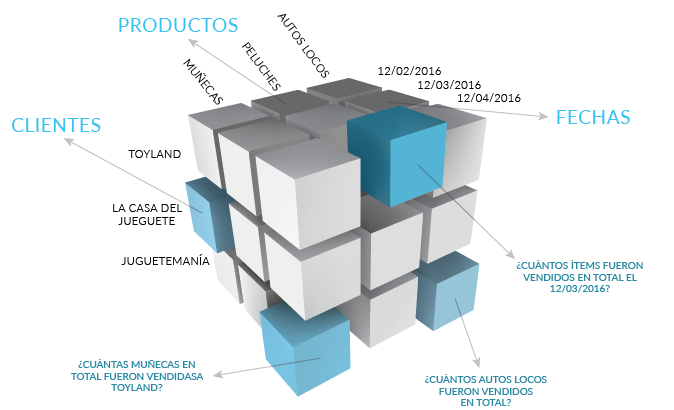 PRODUCTOS
AUTOS LOCOS
PELUCHES
MUÑECAS
12/02/2016
12/03/2016
12/04/2016
FECHAS
CLIENTES
TOYLAND
LA CASA DEL
JUEGUETE
JUGUETEMANÍA
¿CUÁNTOS ÍTEMS FUERON
VENDIDOS EN TOTAL EL
12/03/2016?
¿CUÁNTAS MUÑECAS EN
TOTAL FUERON VENDIDASA
TOYLAND?
¿CUÁNTOS AUTOS LOCOS
FUERON VENDIDOS
EN TOTAL?